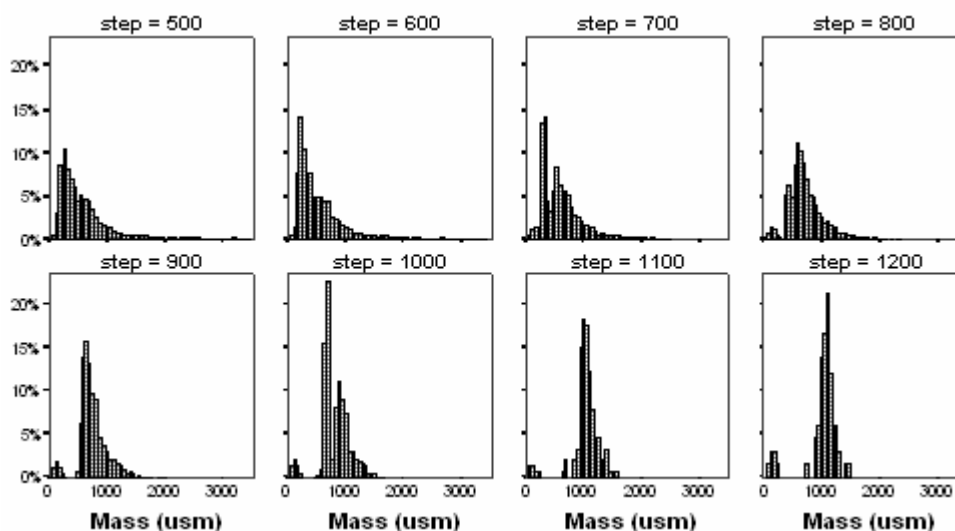 step = 500 step = 600 step = 700 step = 800
20%
15%
10%
5%
0%
step = 900 step = 1000 step = 1100 step = 1200
20%
15%
10%
5%
0%
0 1000 2000 3000 0 1000 2000 3000 0 1000 2000 3000 0 1000 2000 3000
Mass (usm) Mass (usm) Mass (usm) Mass (usm)